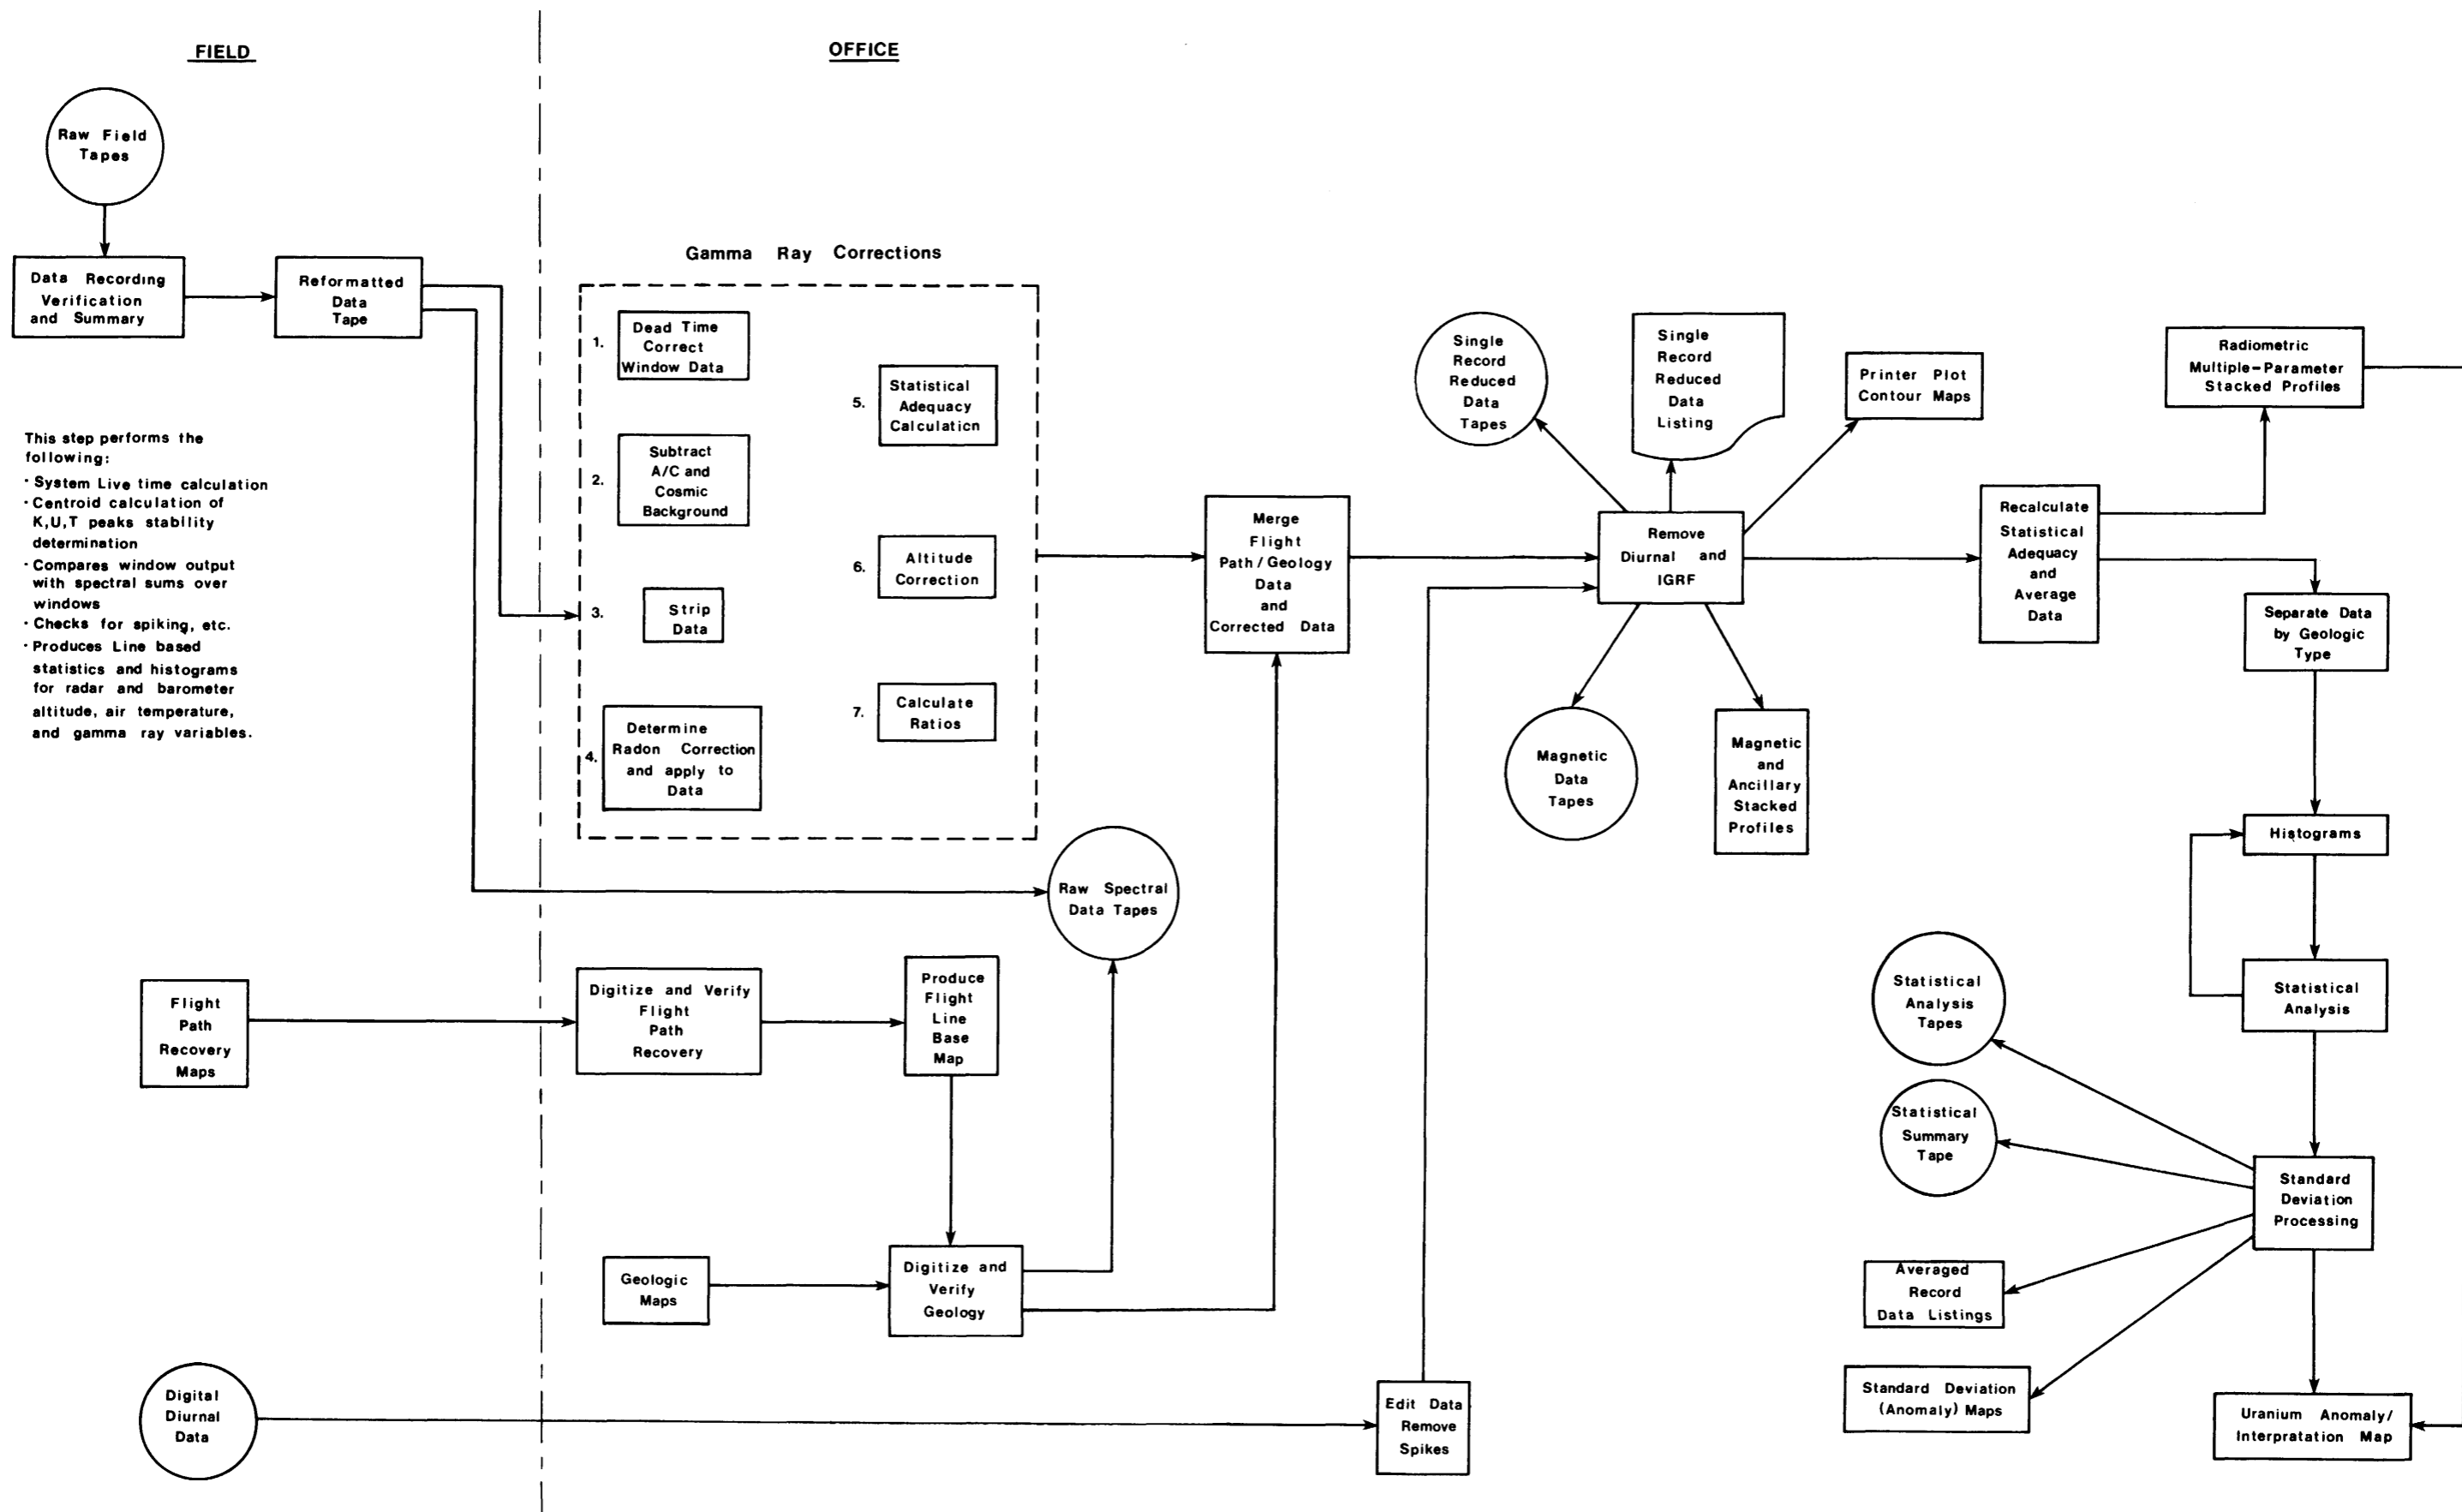 FIELD
OFFICE
Raw Field
Tapes
Data Recording
Verification
and Summary
Reformatted
Data
Tape
This step performs the
following:
· System Live time calculation
· Centroid calculation of
K,U,T peaks stability
determination
· Compares window output
with spectral sums over
windows
· Checks for spiking, etc.
· Produces Line based
statistics and histograms
for radar and barometer
altitude, air temperature,
and gamma ray variables.
Gamma Ray Corrections
1.
Dead Time
Correct
Window Data
2.
Subtract
A/C and
Cosmic
Background
3.
Strip
Data
4.
Determine
Radon Correction
and apply to
Data
5.
Statistical
Adequacy
Calculation
6.
Altitude
Correction
7.
Calculate
Ratios
Raw Spectral
Data Tapes
Flight
Path
Recovery
Maps
Digitize and Verify
Flight
Path
Recovery
Produce
Flight
Line
Base
Map
Geologic
Maps
Digitize and
Verify
Geology
Digital
Diurnal
Data
Edit Data
Remove
Spikes
Merge
Flight
Path/Geology
Data
and
Corrected Data
Single
Record
Reduced
Data
Tapes
Single
Record
Reduced
Data
Listing
Printer Plot
Contour Maps
Remove
Diurnal and
IGRF
Magnetic
Data
Tapes
Magnetic
and
Ancillary
Stacked
Profiles
Recalculate
Statistical
Adequacy
and
Average
Data
Radiometric
Multiple-Parameter
Stacked Profiles
Separate Data
by Geologic
Type
Histograms
Statistical
Analysis
Statistical
Analysis
Tapes
Statistical
Summary
Tape
Standard
Deviation
Processing
Averaged
Record
Data Listings
Standard Deviation
(Anomaly) Maps
Uranium Anomaly/
Interpratation Map